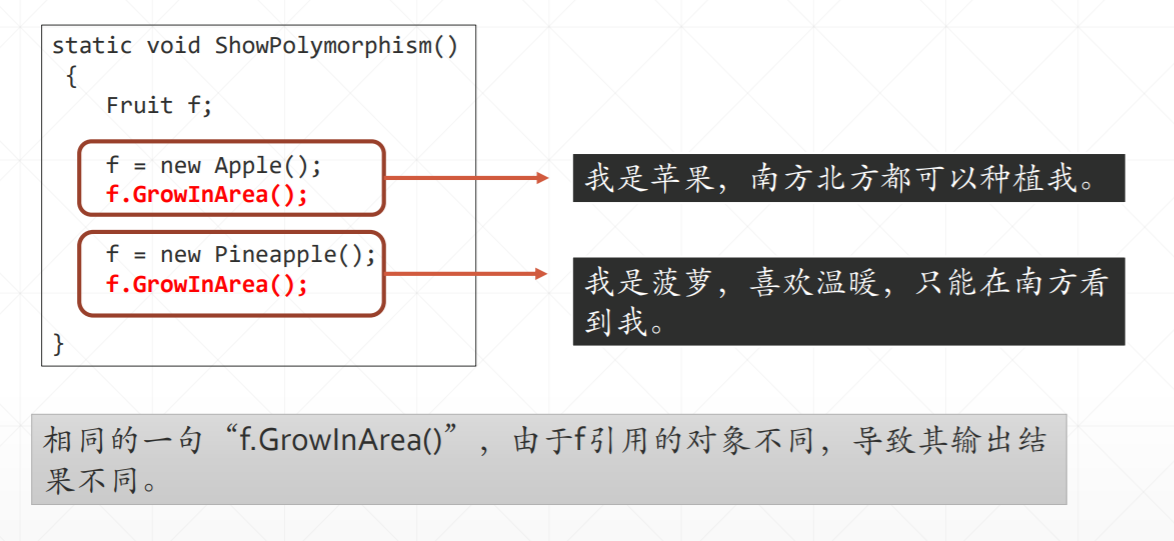 static void ShowPolymorphism()
{
Fruit f;
f = new Apple();
f.GrowInArea();
我是苹果，南方北方都可以种植我。
f = new Pineapple();
f.GrowInArea();
我是菠萝，喜欢温暖，只能在南方看
到我。
}
相同的一句“f.GrowInArea()”，由于f引用的对象不同，导致其输出结
果不同。